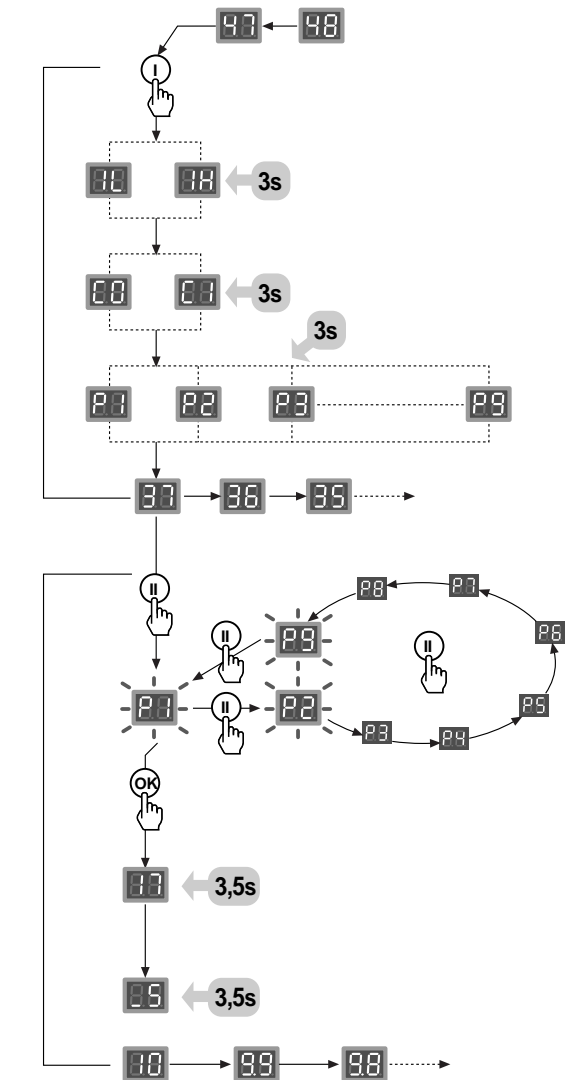 47 48
I
1L 1H 3s
C0 C1 3s
3s
P1 P2 P3 P9
37 36 35
II
P8 P7
II P9 II P6
P1 II P2 P5
P3 P4
OK
17 3,5s
_5 3,5s
10 9.9 9.8